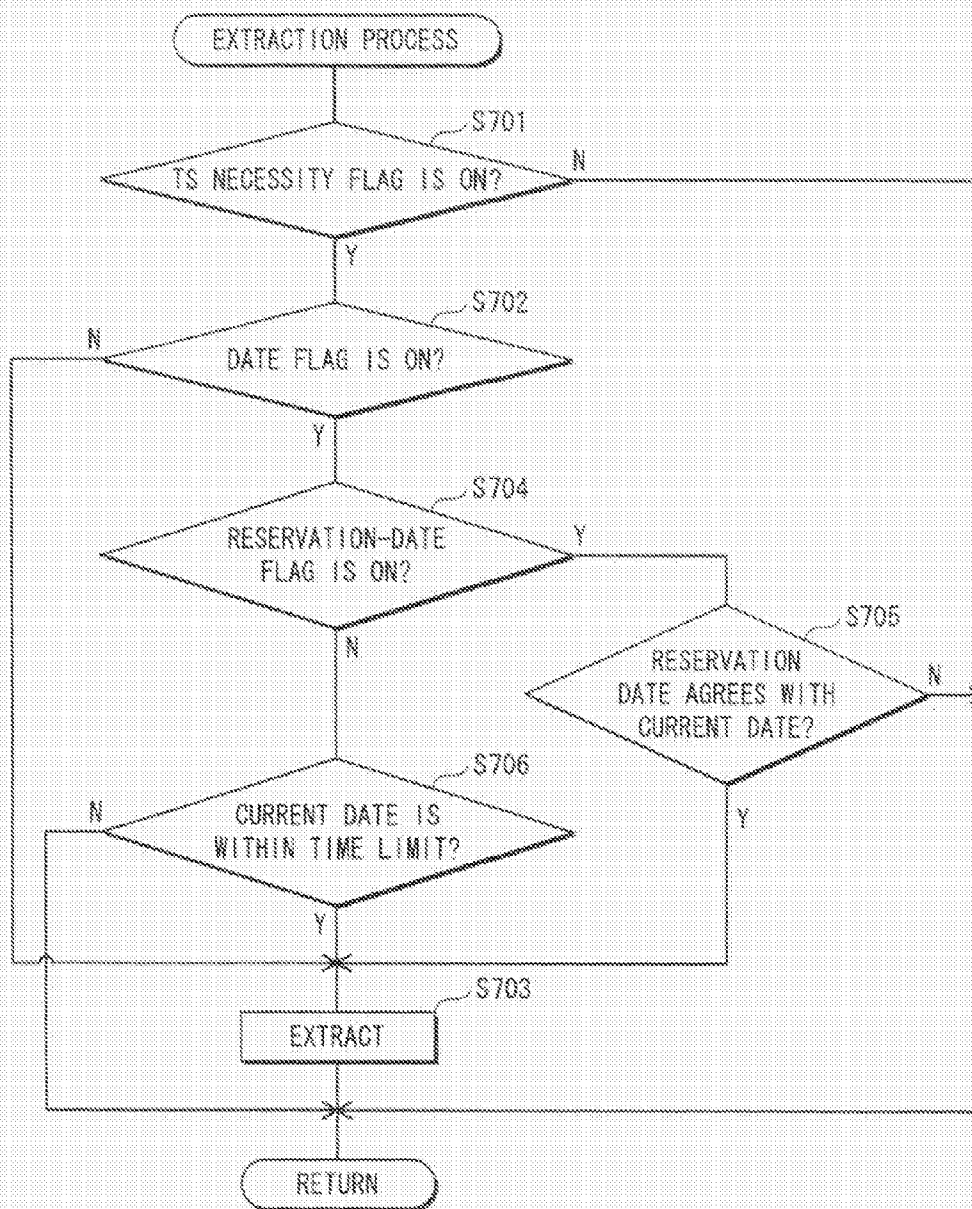 EXTRACTION PROCESS
S701
TS NECESSITY FLAG IS ON?
N
Y
S702
N
DATE FLAG IS ON?
Y
S704
RESERVATION-DATE
FLAG IS ON?
Y
N
S705
RESERVATION
DATE AGREES WITH
CURRENT DATE?
N
Y
S706
N
CURRENT DATE IS
WITHIN TIME LIMIT?
Y
S703
EXTRACT
RETURN